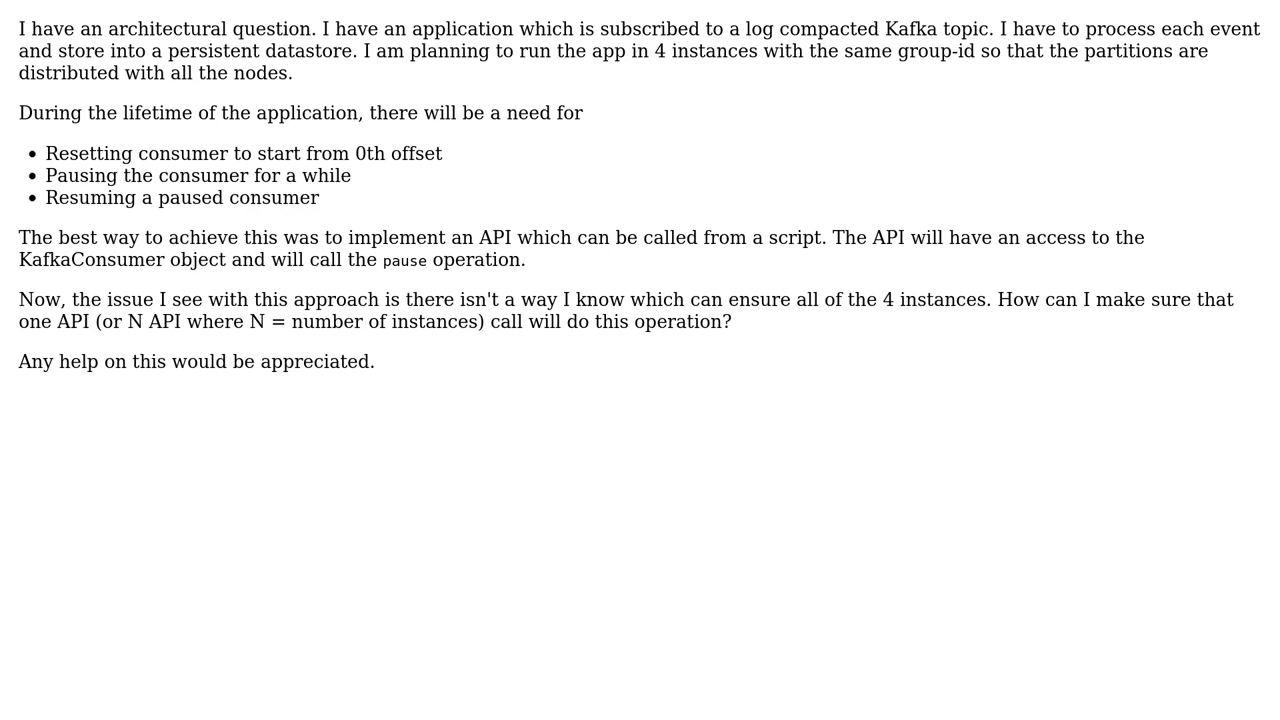 I have an architectural question. I have an application which is subscribed to a log compacted Kafka topic. I have to process each event
and store into a persistent datastore. I am planning to run the app in 4 instances with the same group-id so that the partitions are
distributed with all the nodes.
During the lifetime of the application, there will be a need for
• Resetting consumer to start from 0th offset
• Pausing the consumer for a while
• Resuming a paused consumer
The best way to achieve this was to implement an API which can be called from a script. The API will have an access to the
KafkaConsumer object and will call the pause operation.
Now, the issue I see with this approach is there isn't a way I know which can ensure all of the 4 instances. How can I make sure that
one API (or N API where N = number of instances) call will do this operation?
Any help on this would be appreciated.